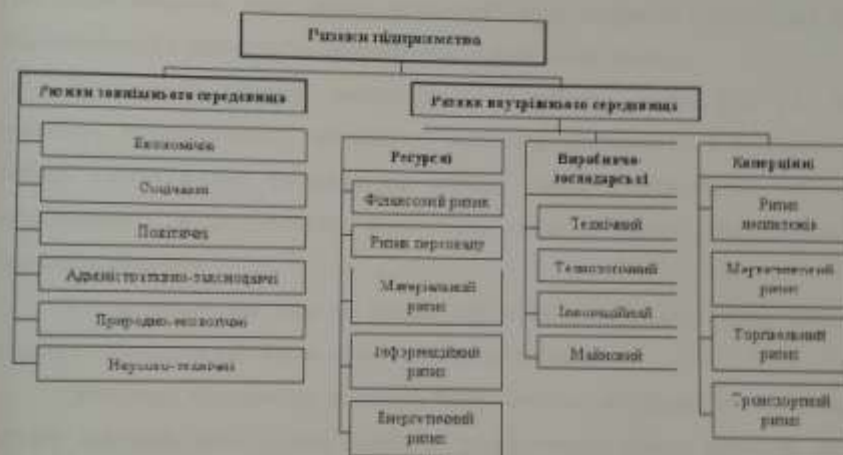 Ризики підприємства
Ризики зовнішнього середовища
Економічні
Соціальні
Політичні
Адміністративно-законодавчі
Природно-екологічні
Науково-технічні
Ризики внутрішнього середовища
Ресурсні
Фінансовий ризик
Ризик персоналу
Матеріальний
ризик
Інформаційний
ризик
Енергетичний
ризик
Виробничо-
господарські
Технічний
Технологічний
Інноваційний
Майновий
Комерційні
Ризик
Маркетинговий
ризик
Торгівельний
ризик
Транспортний
ризик